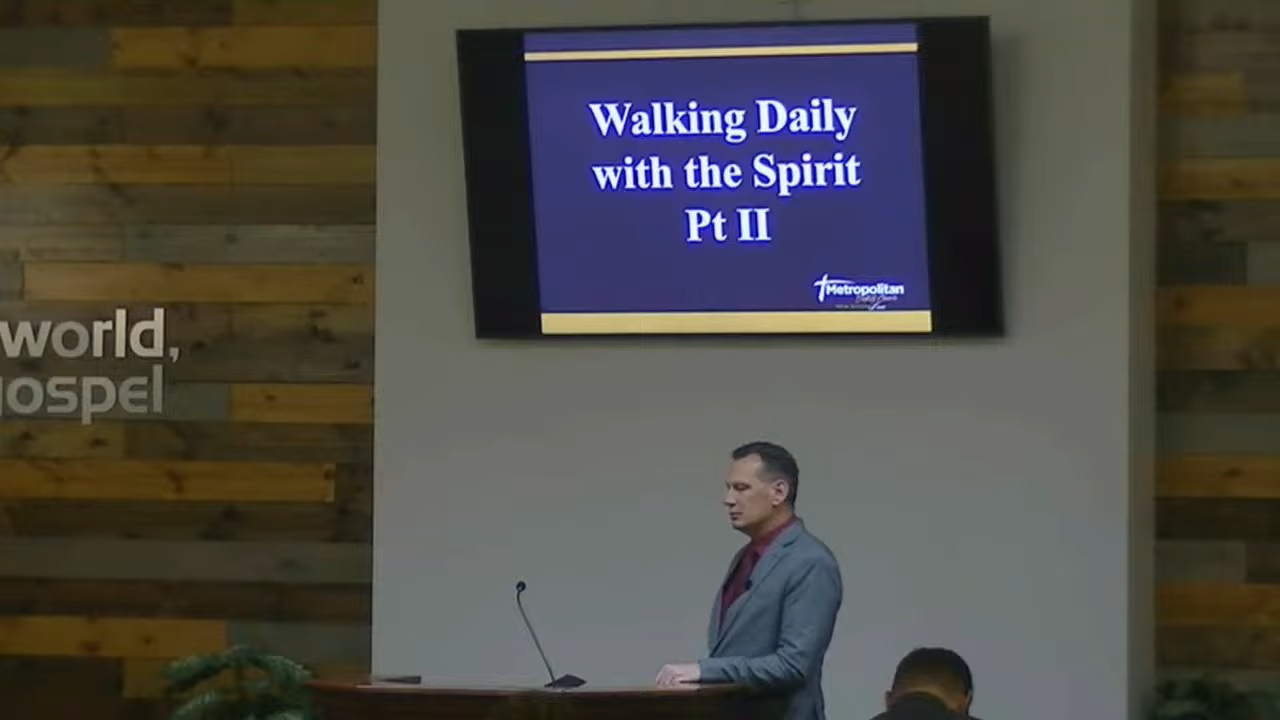 Walking Daily
with the Spirit
Pt II
Metropolitan
world,
gospel